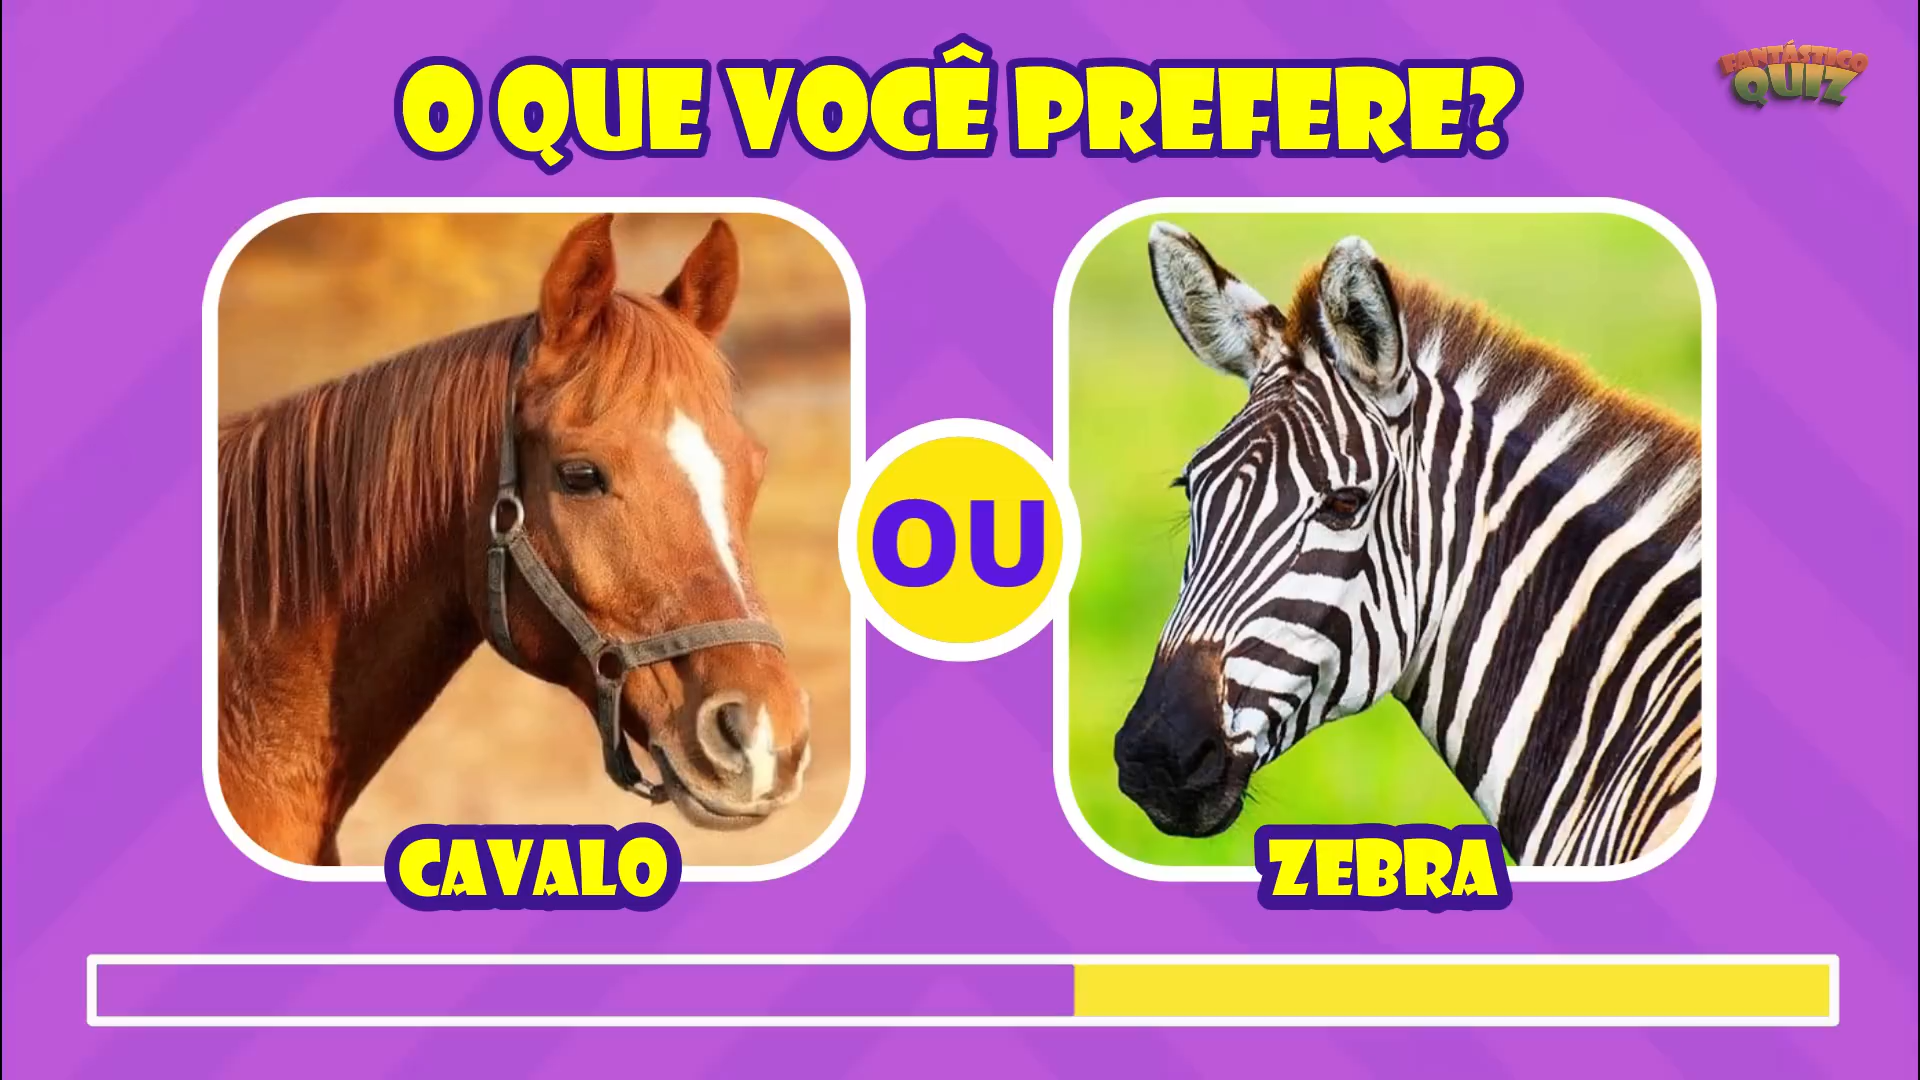 O QUE VOCÊ PREFERE?
FANTÁSTICO
QUIZ
OU
CAVALO
ZEBRA